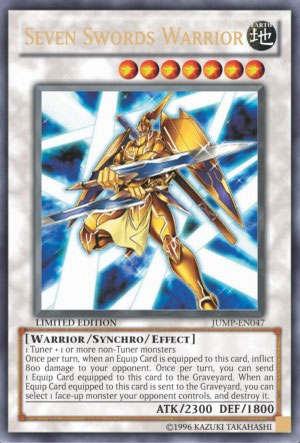 SEVEN SWORDS WARRIOR
EARTH
地
LIMITED EDITION JUMP-EN047
[WARRIOR/SYNCHRO/EFFECT]
1 Tuner + 1 or more non-Tuner monsters
Once per turn, when an Equip Card is equipped to this card, inflict
800 damage to your opponent. Once per turn, you can send
1 Equip Card equipped to this card to the Graveyard. When an
Equip Card equipped to this card is sent to the Graveyard, you can
select 1 face-up monster your opponent controls, and destroy it.
ATK/2300 DEF/1800
©1996 KAZUKI TAKAHASHI